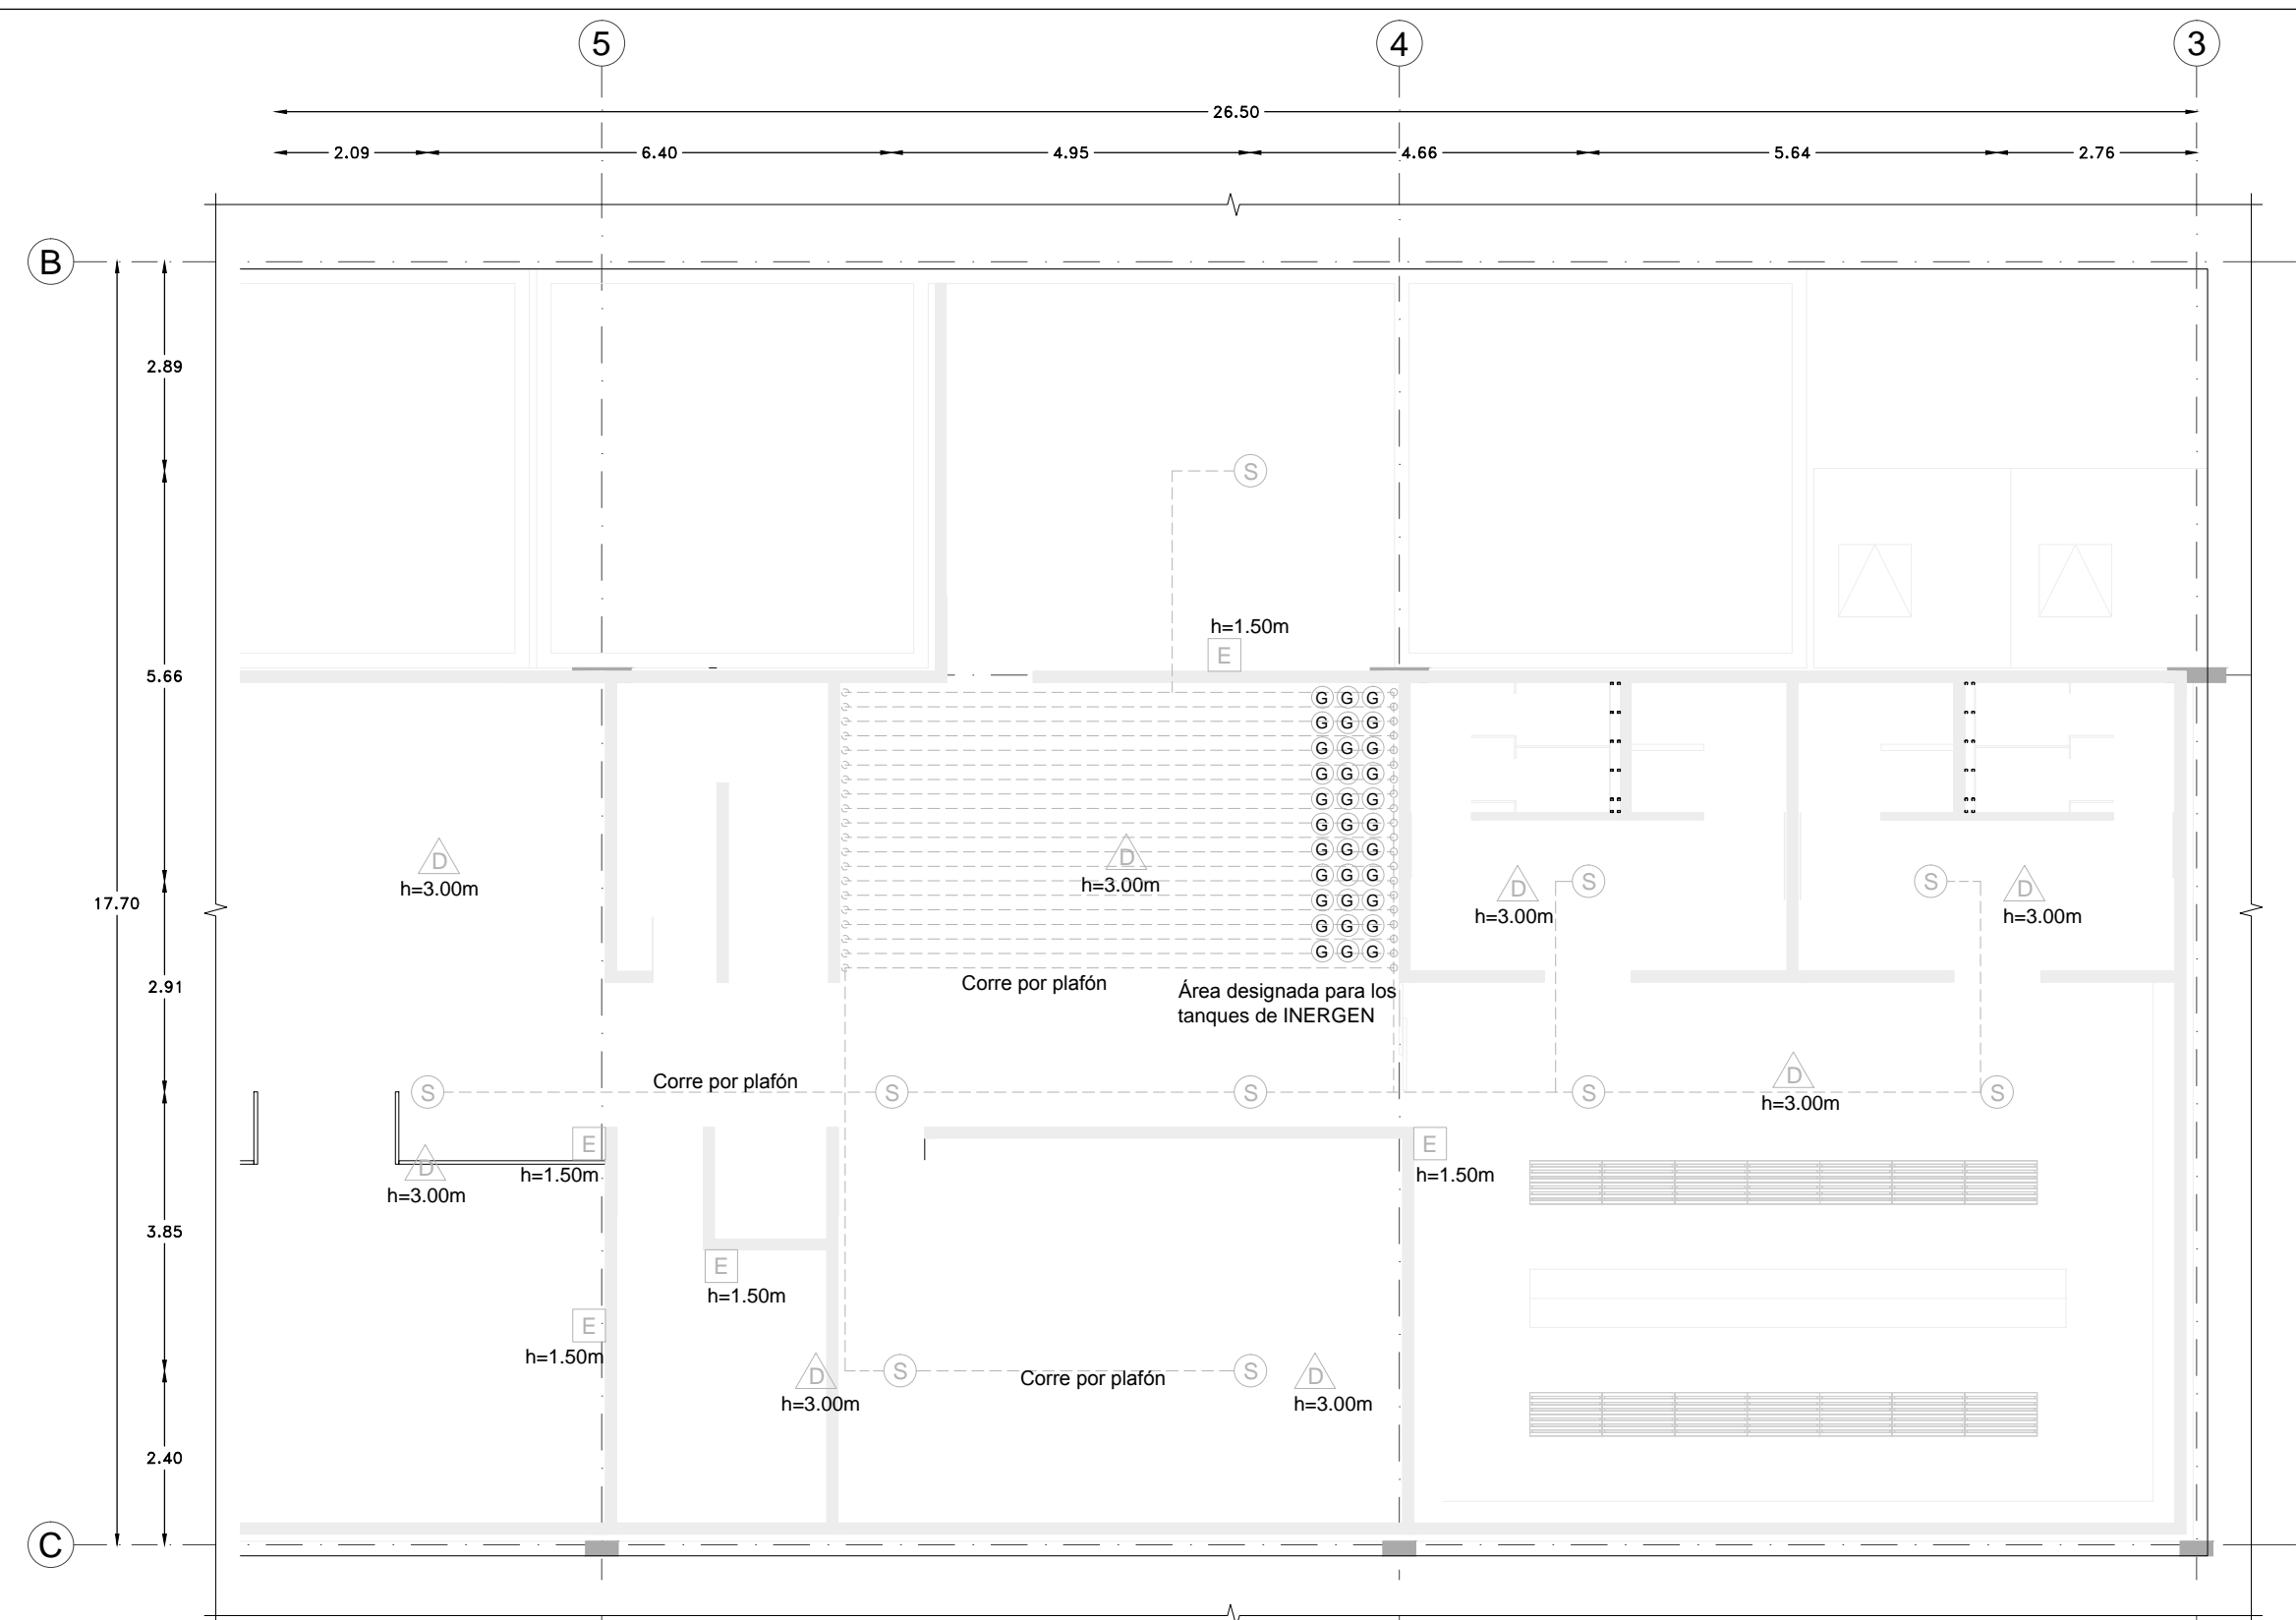 5 4 3
26.50
2.09 6.40 4.95 4.66 5.64 2.76
B
2.89
S
h=1.50m
E
5.66
G G G
G G G
G G G
G G G
G G G
G G G
G G G
G G G
G G G
G G G
G G G
D
h=3.00m
D
h=3.00m
D S
h=3.00m
S D
h=3.00m
17.70
2.91
Corre por plafón
Área designada para los
tanques de INERGEN
Corre por plafón
S S S S S
D
h=3.00m
E
h=1.50m
E
h=1.50m
D
h=3.00m
3.85
E
h=1.50m
E
h=1.50m
D S Corre por plafón S D
h=3.00m h=3.00m
2.40
C